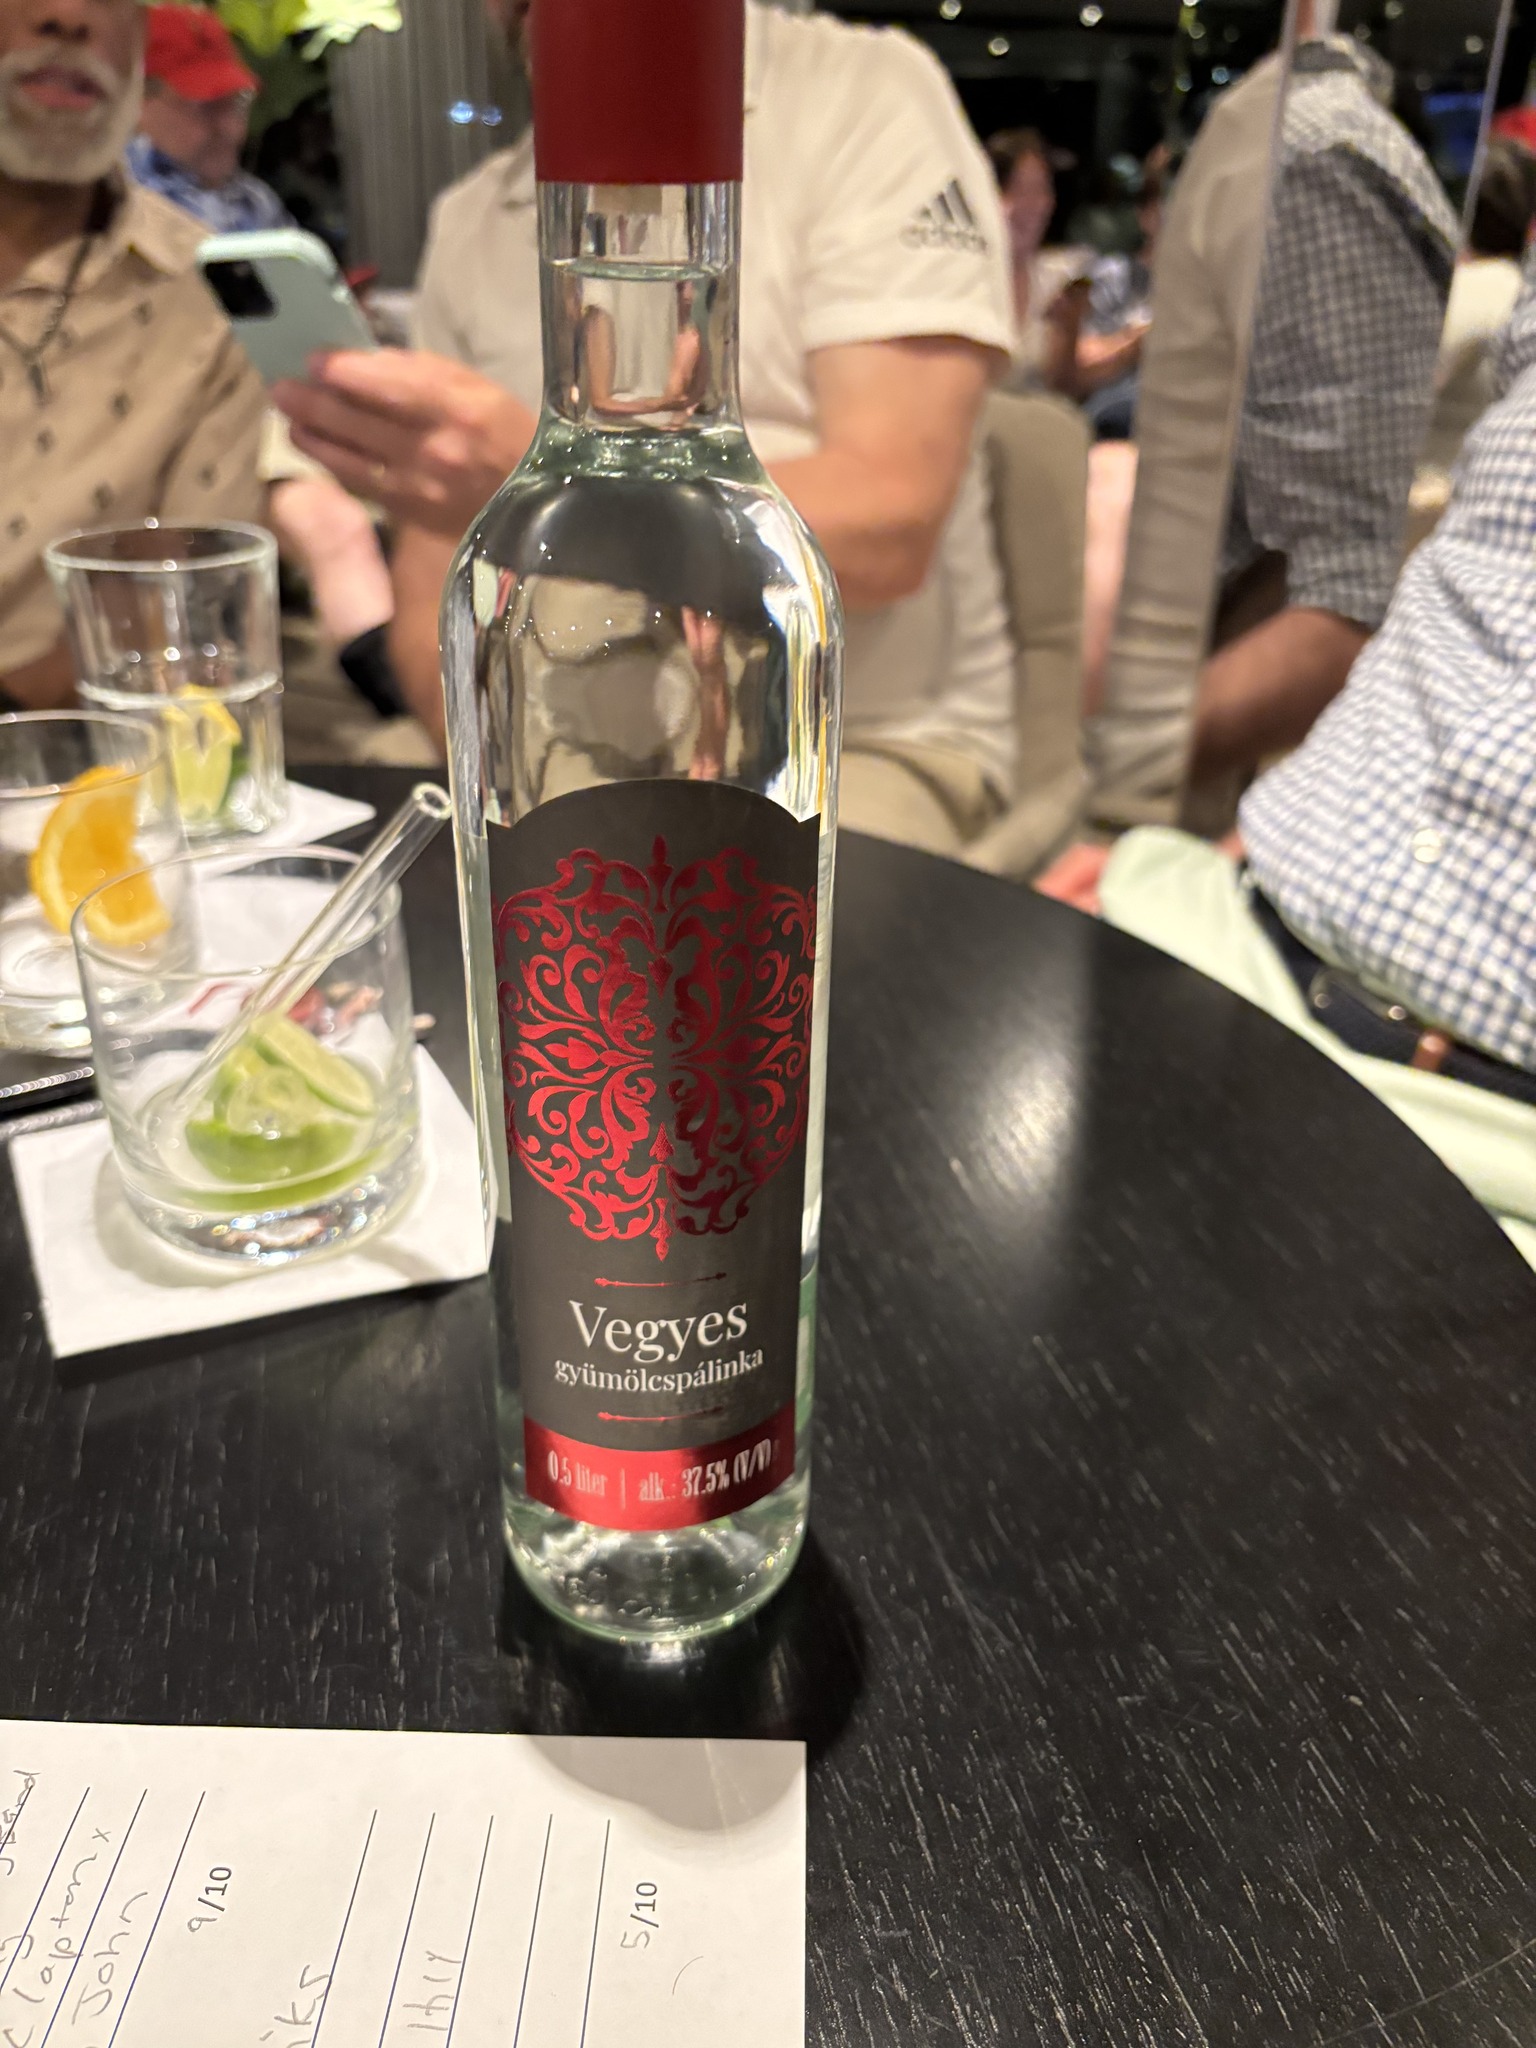 adidas
Vegyes
gyümölcspálinka
0.5 liter | alk.: 37.5% (V/V)
John
9/10
5/10